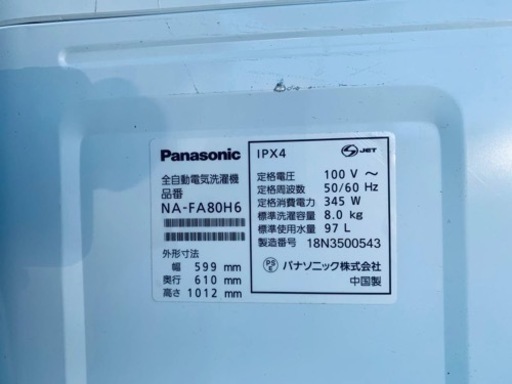 Panasonic
全自動電気洗濯機
品番
NA-FA80H6
外形寸法
幅 599 mm
奥行 610 mm
高さ 1012 mm
IPX4
S JET
定格電圧 100 V ～
定格周波数 50/60 Hz
定格消費電力 345 W
標準洗濯容量 8.0 kg
標準使用水量 97 L
製造番号 18N3500543
PS E パナソニック株式会社
中国製